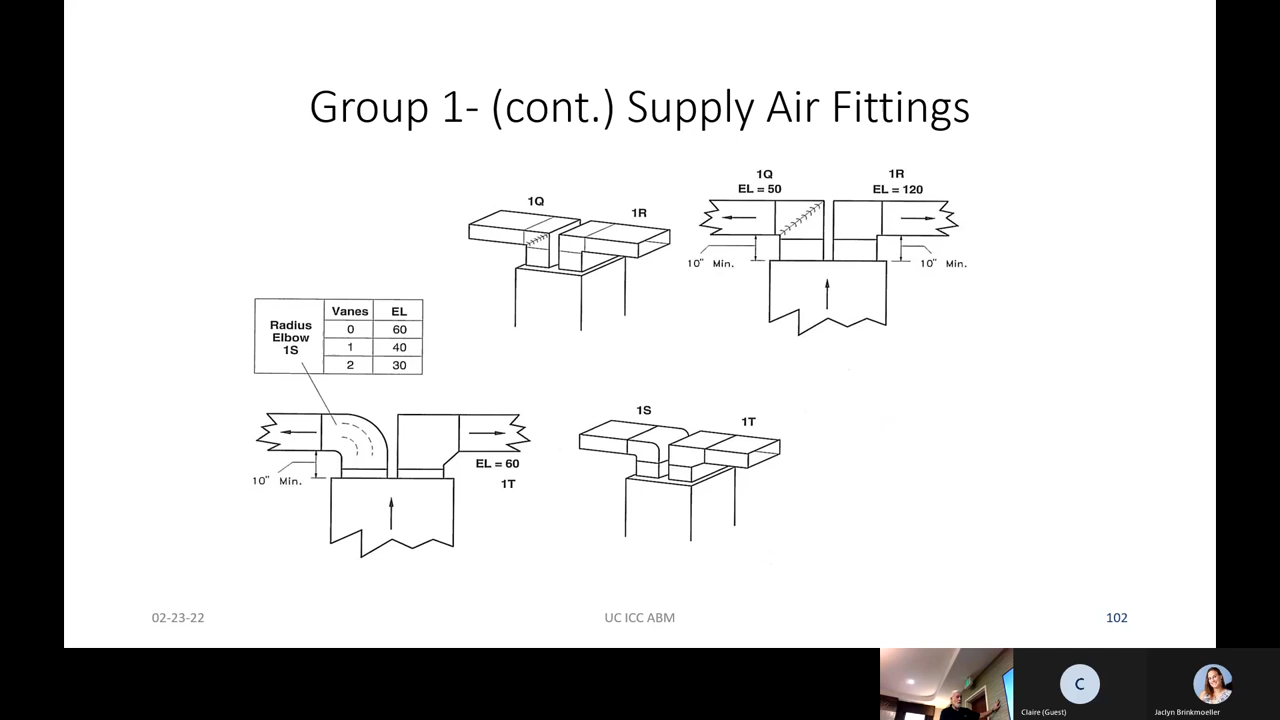 Group 1- (cont.) Supply Air Fittings
1Q
1R
1Q
EL = 50
1R
EL = 120
10" Min.
10" Min.
Radius
Elbow
1S
Vanes EL
0 60
1 40
2 30
10" Min.
EL = 60
1T
1S
1T
02-23-22
UC ICC ABM
102
C
Claire (Guest)
Jaclyn Brinkmoeller